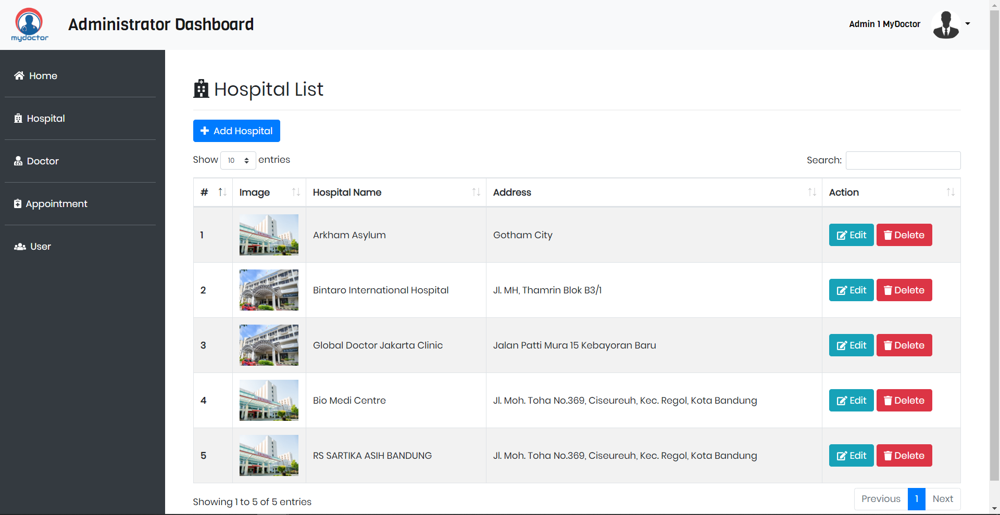 mydoctor
Administrator Dashboard
Admin 1 MyDoctor
Home
Hospital
Doctor
Appointment
User
Hospital List
Add Hospital
Show 10 entries
Search:
# Image Hospital Name Address Action
1 Arkham Asylum Gotham City Edit Delete
2 Bintaro International Hospital Jl. MH, Thamrin Blok B3/1 Edit Delete
3 Global Doctor Jakarta Clinic Jalan Patti Mura 15 Kebayoran Baru Edit Delete
4 Bio Medi Centre Jl. Moh. Toha No.369, Ciseureuh, Kec. Regol, Kota Bandung Edit Delete
5 RS SARTIKA ASIH BANDUNG Jl. Moh. Toha No.369, Ciseureuh, Kec. Regol, Kota Bandung Edit Delete
Showing 1 to 5 of 5 entries
Previous 1 Next